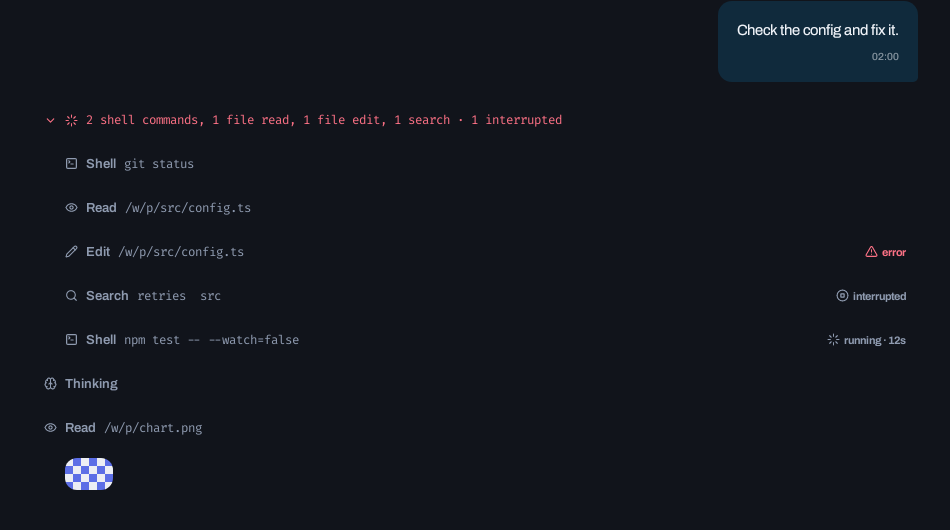 Check the config and fix it.
02:00
2 shell commands, 1 file read, 1 file edit, 1 search · 1 interrupted
Shell git status
Read /w/p/src/config.ts
Edit /w/p/src/config.ts error
Search retries src interrupted
Shell npm test -- --watch=false running · 12s
Thinking
Read /w/p/chart.png